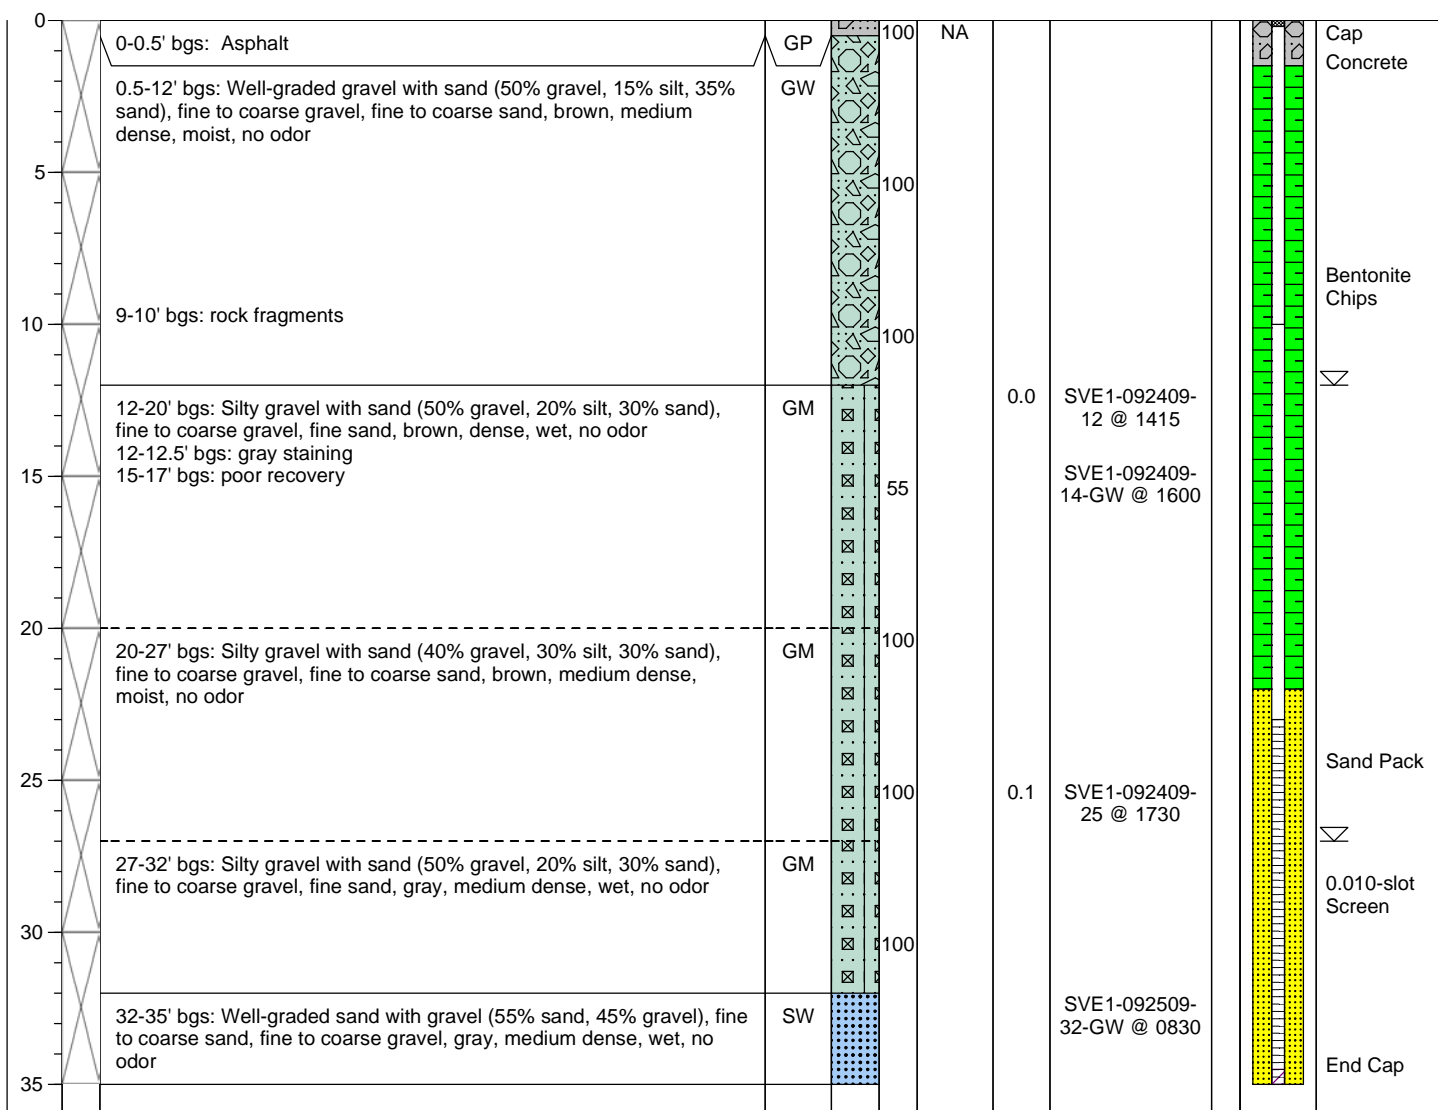 0
0-0.5' bgs:  Asphalt
GP
100
NA
Cap
Concrete
0.5-12' bgs: Well-graded gravel with sand (50% gravel, 15% silt, 35%
sand), fine to coarse gravel, fine to coarse sand, brown, medium
dense, moist, no odor
GW
5
100
Bentonite
Chips
9-10' bgs: rock fragments
10
100
12-20' bgs: Silty gravel with sand (50% gravel, 20% silt, 30% sand),
fine to coarse gravel, fine sand, brown, dense, wet, no odor
12-12.5' bgs: gray staining
15-17' bgs: poor recovery
GM
0.0
SVE1-092409-
12 @ 1415
15
55
SVE1-092409-
14-GW @ 1600
20
100
20-27' bgs: Silty gravel with sand (40% gravel, 30% silt, 30% sand),
fine to coarse gravel, fine to coarse sand, brown, medium dense,
moist, no odor
GM
Sand Pack
25
100
0.1
SVE1-092409-
25 @ 1730
27-32' bgs: Silty gravel with sand (50% gravel, 20% silt, 30% sand),
fine to coarse gravel, fine sand, gray, medium dense, wet, no odor
GM
0.010-slot
Screen
30
100
32-35' bgs: Well-graded sand with gravel (55% sand, 45% gravel), fine
to coarse sand, fine to coarse gravel, gray, medium dense, wet, no
odor
SW
SVE1-092509-
32-GW @ 0830
End Cap
35